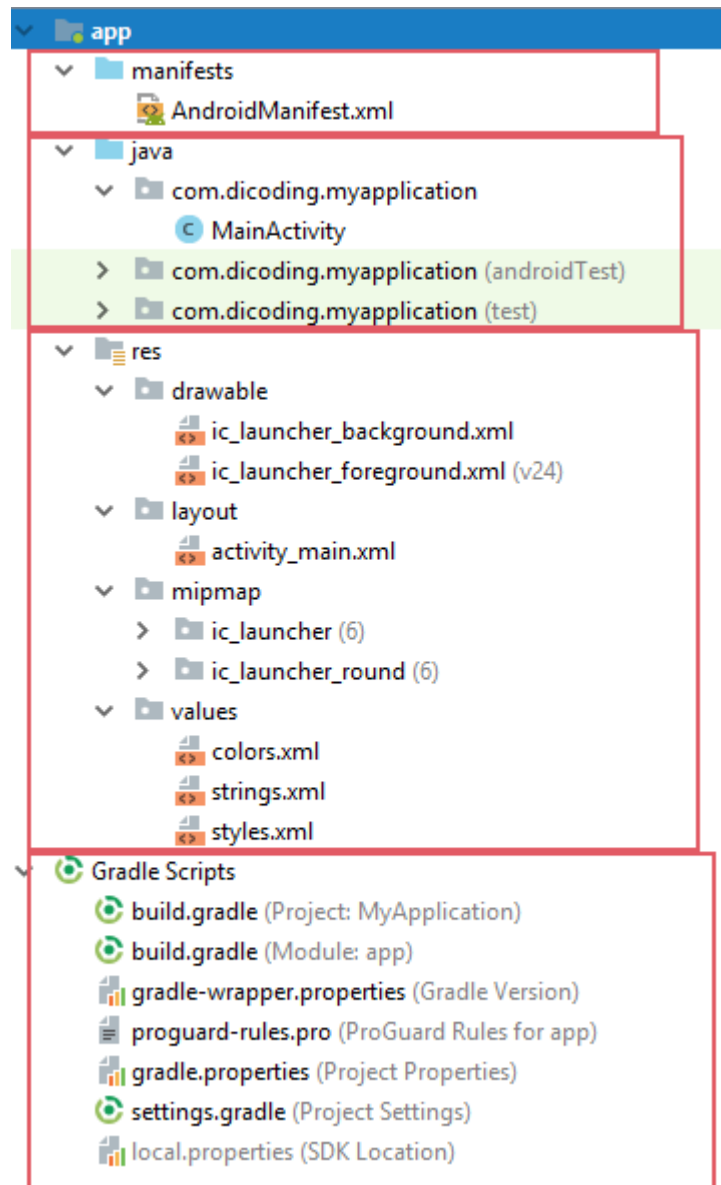 app
manifests
AndroidManifest.xml
java
com.dicoding.myapplication
C MainActivity
com.dicoding.myapplication (androidTest)
com.dicoding.myapplication (test)
res
drawable
ic_launcher_background.xml
ic_launcher_foreground.xml (v24)
layout
activity_main.xml
mipmap
ic_launcher (6)
ic_launcher_round (6)
values
colors.xml
strings.xml
styles.xml
Gradle Scripts
build.gradle (Project: MyApplication)
build.gradle (Module: app)
gradle-wrapper.properties (Gradle Version)
proguard-rules.pro (ProGuard Rules for app)
gradle.properties (Project Properties)
settings.gradle (Project Settings)
local.properties (SDK Location)